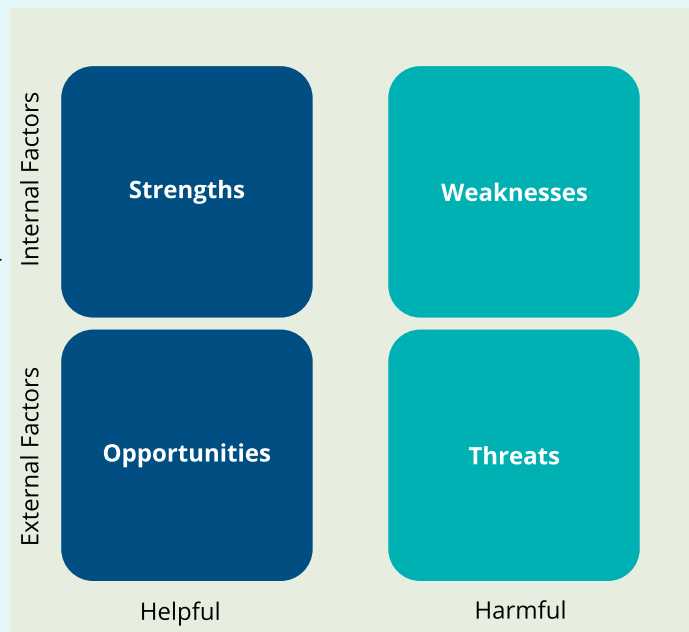 Internal Factors
Strengths
Weaknesses
External Factors
Opportunities
Threats
Helpful
Harmful